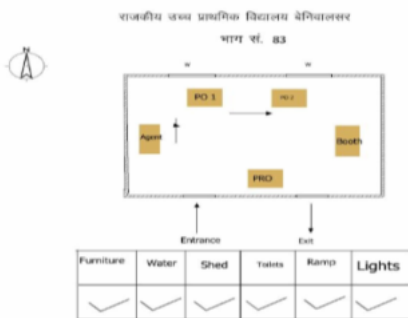 राजकीय उच्च प्राथमिक विद्यालय बेनिवालसर
भाग सं. 83
N
W W
PO 1 PO 2
Agent Booth
PRO
Entrance Exit
Furniture Water Shed Toilets Ramp Lights